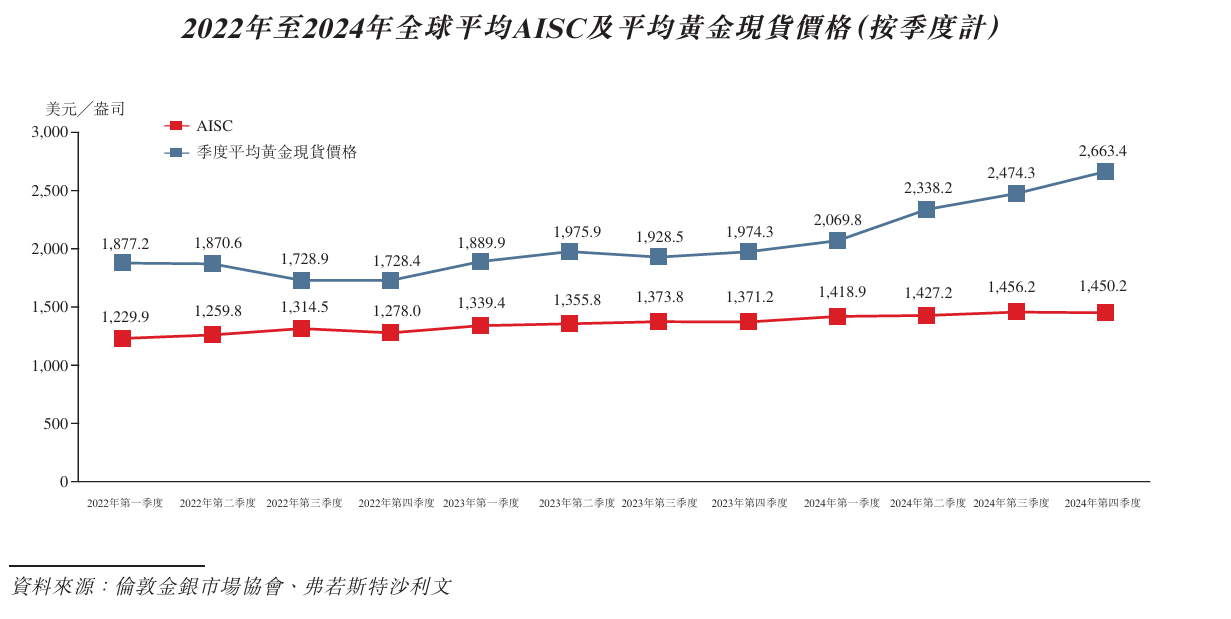 2022年至2024年全球平均AISC及平均黃金現貨價格（按季度計）
美元／盎司
AISC
季度平均黃金現貨價格
3,000
2,500
2,000
1,500
1,000
500
0
1,877.2
1,870.6
1,728.9
1,728.4
1,889.9
1,975.9
1,928.5
1,974.3
2,069.8
2,338.2
2,474.3
2,663.4
1,229.9
1,259.8
1,314.5
1,278.0
1,339.4
1,355.8
1,373.8
1,371.2
1,418.9
1,427.2
1,456.2
1,450.2
2022年第一季度
2022年第二季度
2022年第三季度
2022年第四季度
2023年第一季度
2023年第二季度
2023年第三季度
2023年第四季度
2024年第一季度
2024年第二季度
2024年第三季度
2024年第四季度
資料來源：倫敦金銀市場協會、弗若斯特沙利文